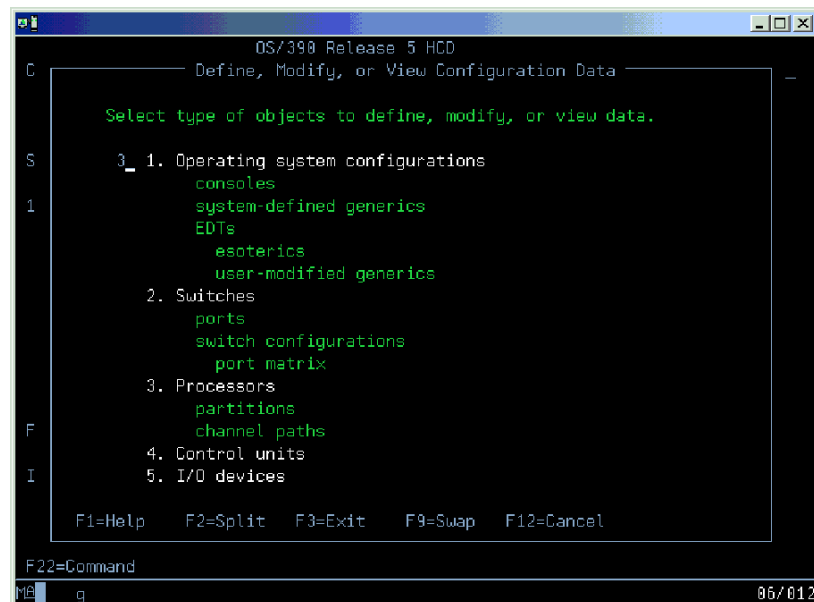 OS/390 Release 5 HCD
C Define, Modify, or View Configuration Data _
Select type of objects to define, modify, or view data.
S 3_ 1. Operating system configurations
consoles
1 system-defined generics
EDTs
esoterics
user-modified generics
2. Switches
ports
switch configurations
port matrix
3. Processors
partitions
F channel paths
4. Control units
I 5. I/O devices
F1=Help F2=Split F3=Exit F9=Swap F12=Cancel
F22=Command
MA q 06/012